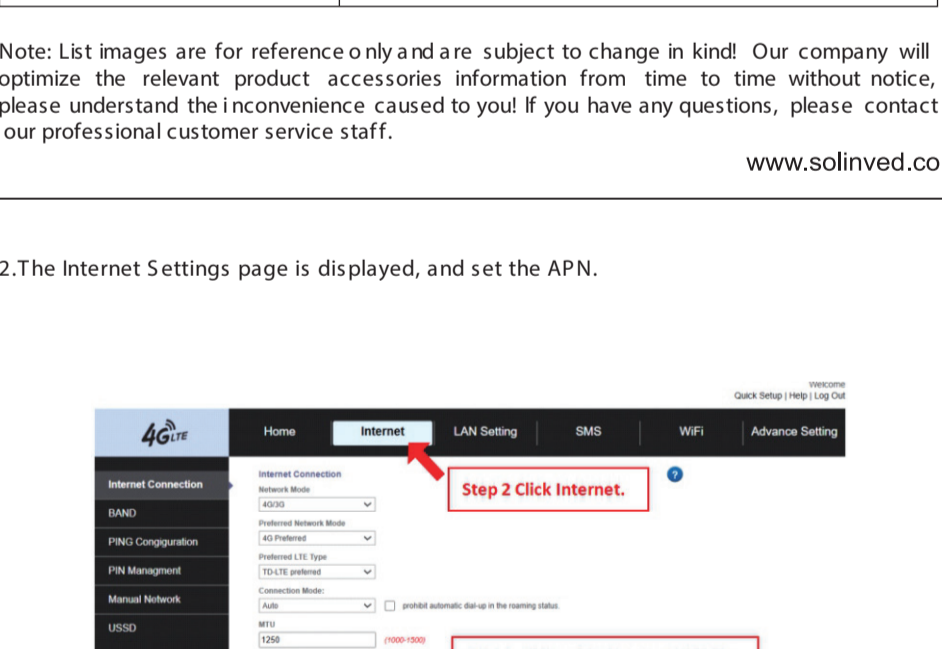 Note: List images are for reference only and are subject to change in kind! Our company will
optimize the relevant product accessories information from time to time without notice,
please understand the inconvenience caused to you! If you have any questions, please contact
our professional customer service staff.
www.solinved.co
2.The Internet Settings page is displayed, and set the APN.
Welcome
Quick Setup | Help | Log Out
4G LTE
Home Internet LAN Setting SMS WiFi Advance Setting
Internet Connection
BAND
PING Congiguration
PIN Managment
Manual Network
USSD
Internet Connection
Step 2 Click Internet.
?
Network Mode
4G/3G
Preferred Network Mode
4G Preferred
Preferred LTE Type
TD-LTE preferred
Connection Mode:
Auto prohibit automatic dial-up in the roaming status.
MTU
1250 (1000-1500)